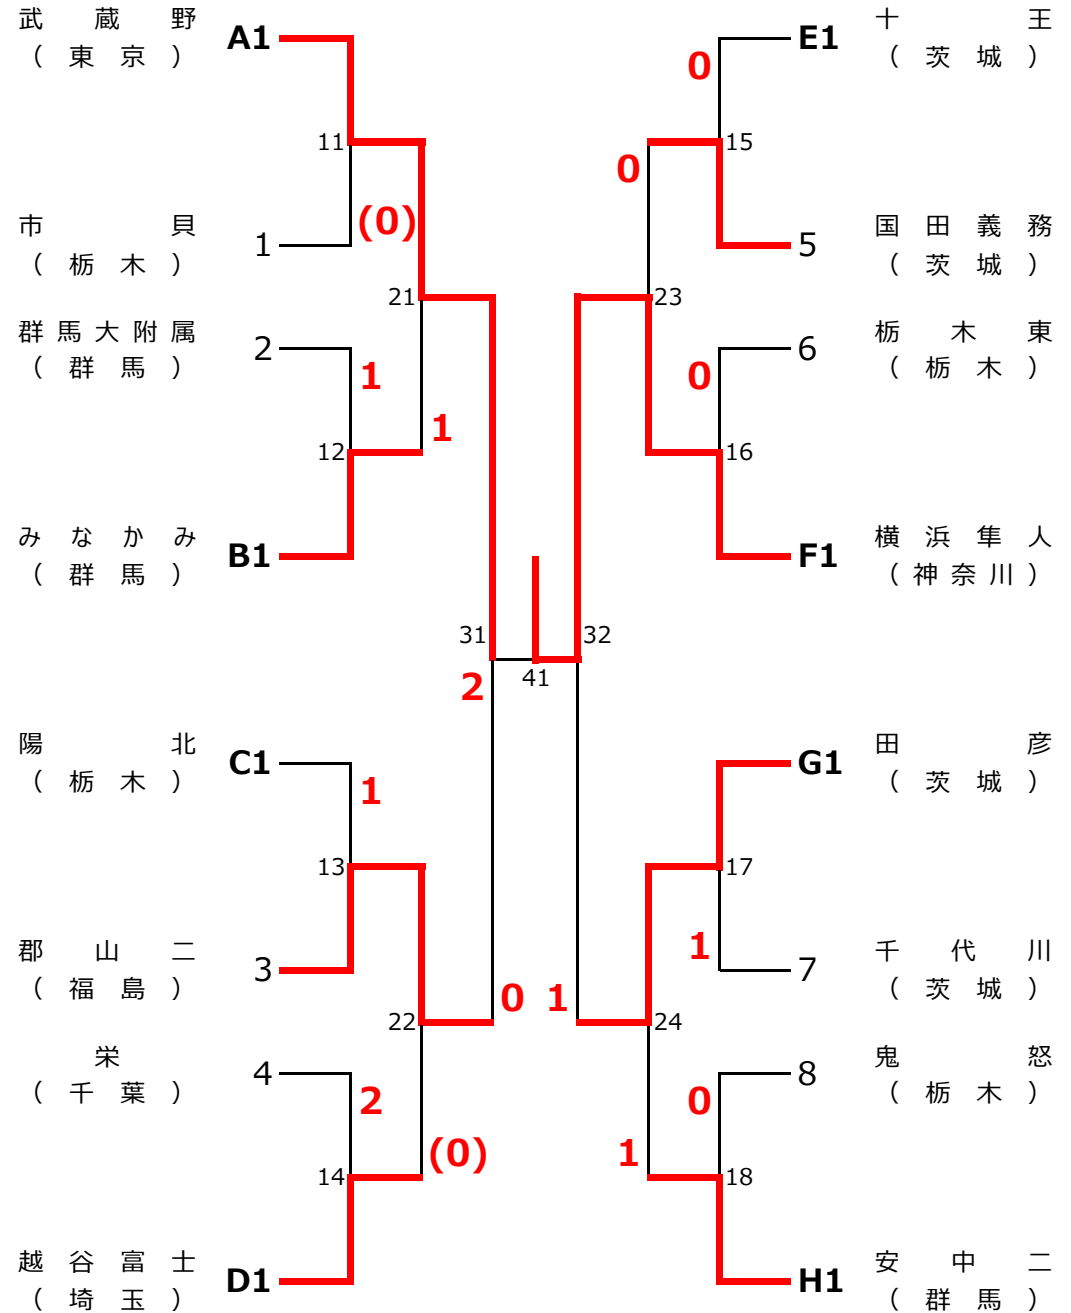 武蔵野
(東京)
A1
11
市貝
(栃木)
1
(0)
21
群馬大附属
(群馬)
2
1
12
1
みなかみ
(群馬)
B1
31
2
41
陽北
(栃木)
C1
1
13
郡山二
(福島)
3
22
0
栄
(千葉)
4
2
(0)
14
越谷富士
(埼玉)
D1
十王
(茨城)
E1
0
15
0
国田義務
(茨城)
5
23
栃木東
(栃木)
6
0
16
横浜隼人
(神奈川)
F1
32
田彦
(茨城)
G1
17
1
千代川
(茨城)
7
1
24
鬼怒
(栃木)
8
0
1
18
安中二
(群馬)
H1